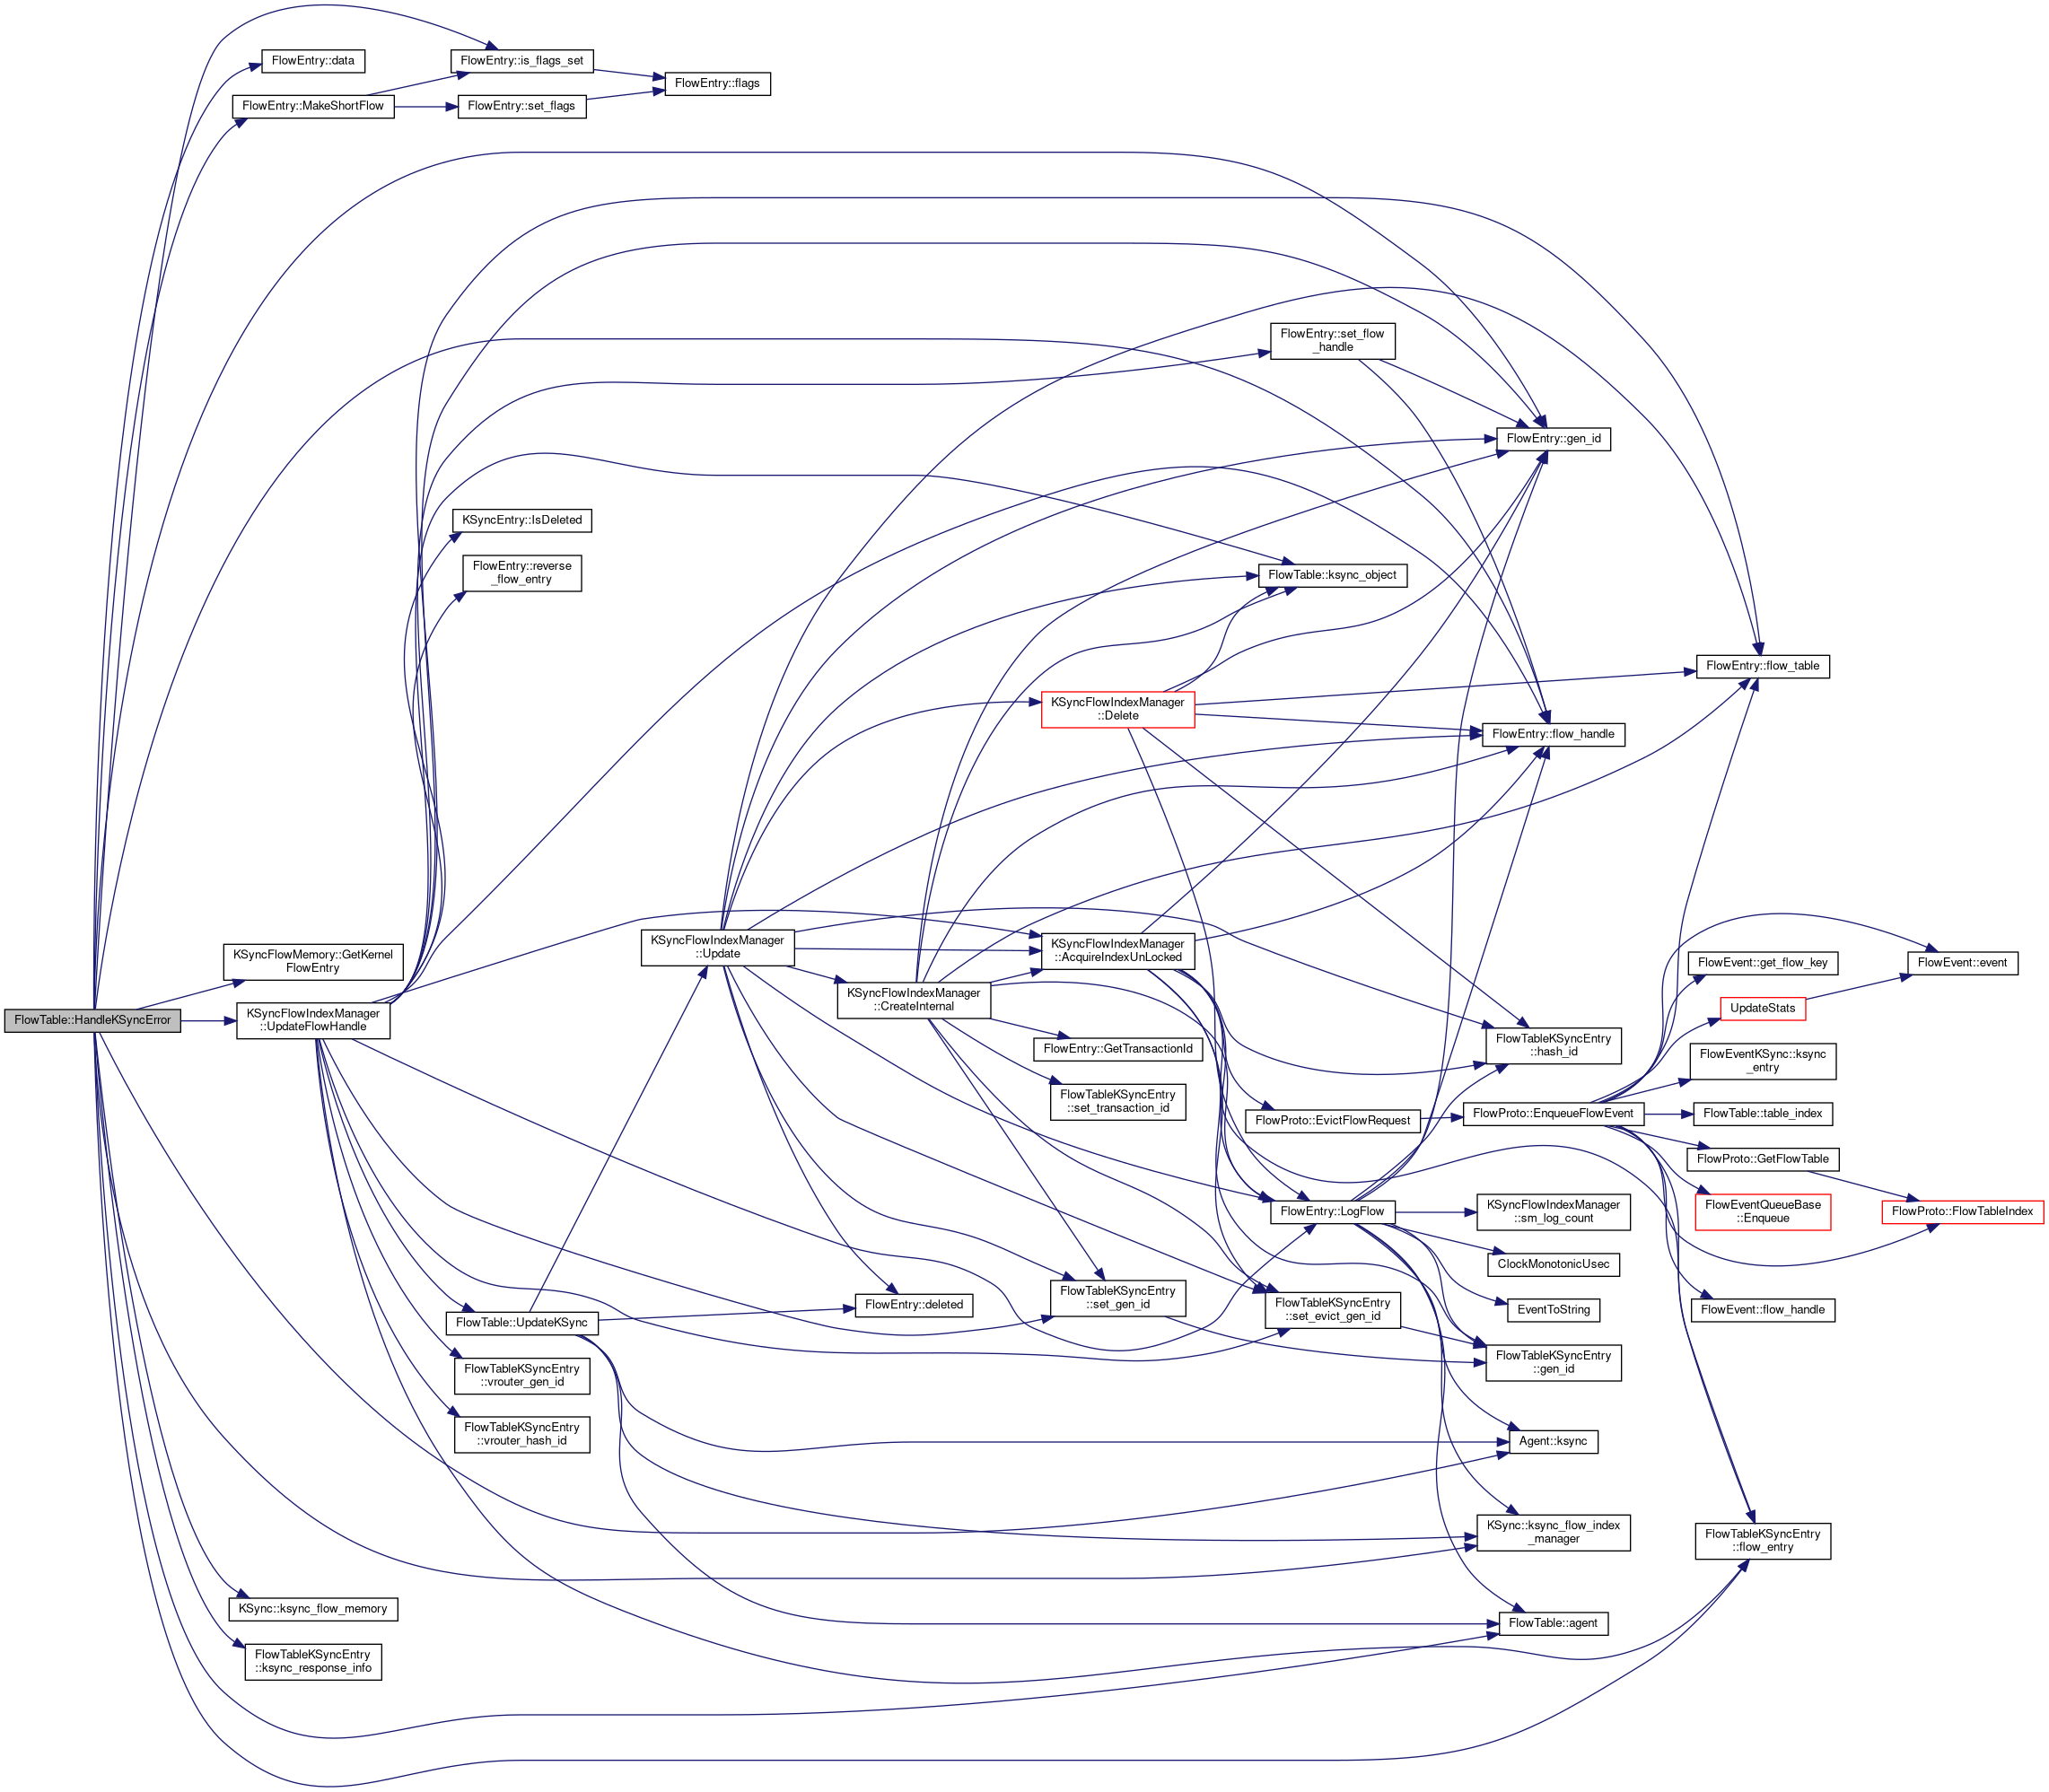 FlowEntry::is_flags_set
FlowEntry::data
FlowEntry::flags
FlowEntry::MakeShortFlow
FlowEntry::set_flags
FlowEntry::set_flow
_handle
FlowEntry::gen_id
KSyncEntry::IsDeleted
FlowEntry::reverse
_flow_entry
FlowTable::ksync_object
FlowEntry::flow_table
KSyncFlowIndexManager
::Delete
FlowEntry::flow_handle
KSyncFlowIndexManager
::Update
KSyncFlowIndexManager
::AcquireIndexUnLocked
KSyncFlowMemory::GetKernel
FlowEntry
FlowEvent::get_flow_key
FlowEvent::event
KSyncFlowIndexManager
::CreateInternal
UpdateStats
FlowTable::HandleKSyncError
KSyncFlowIndexManager
::UpdateFlowHandle
FlowEntry::GetTransactionId
FlowTableKSyncEntry
::hash_id
FlowEventKSync::ksync
_entry
FlowTableKSyncEntry
::set_transaction_id
FlowProto::EvictFlowRequest
FlowProto::EnqueueFlowEvent
FlowTable::table_index
FlowProto::GetFlowTable
FlowEntry::LogFlow
KSyncFlowIndexManager
::sm_log_count
FlowEventQueueBase
::Enqueue
FlowProto::FlowTableIndex
ClockMonotonicUsec
FlowTable::UpdateKSync
FlowEntry::deleted
FlowTableKSyncEntry
::set_gen_id
FlowTableKSyncEntry
::set_evict_gen_id
EventToString
FlowEvent::flow_handle
FlowTableKSyncEntry
::vrouter_gen_id
FlowTableKSyncEntry
::gen_id
FlowTableKSyncEntry
::vrouter_hash_id
Agent::ksync
KSync::ksync_flow_index
_manager
FlowTableKSyncEntry
::flow_entry
KSync::ksync_flow_memory
FlowTable::agent
FlowTableKSyncEntry
::ksync_response_info